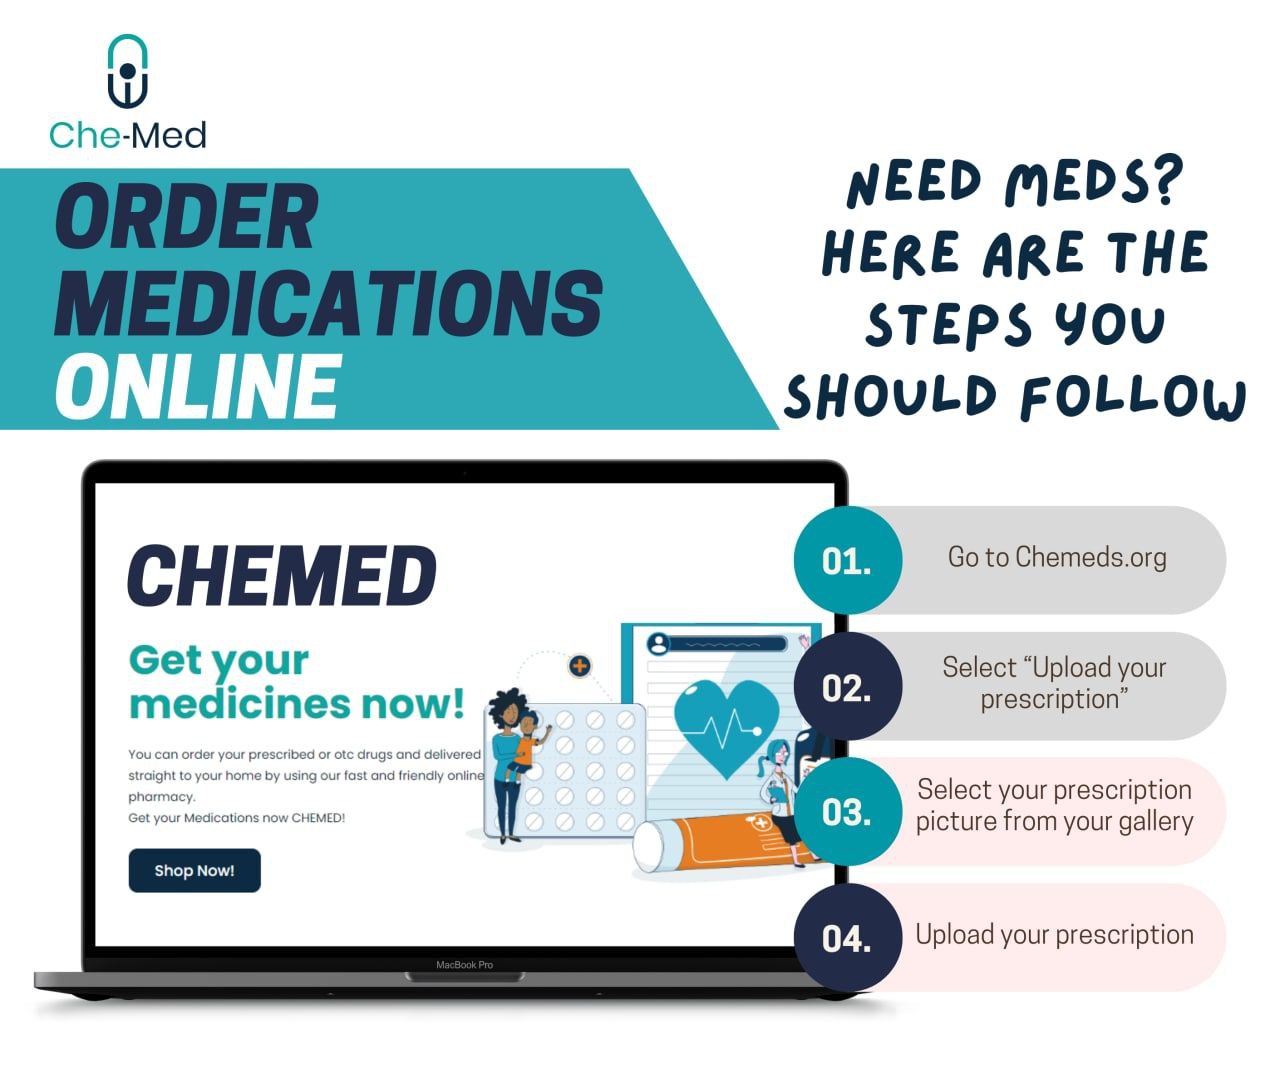 Che-Med
ORDER
MEDICATIONS
ONLINE
NEED MEDS?
HERE ARE THE
STEPS YOU
SHOULD FOLLOW
CHEMED
Get your
medicines now!
You can order your prescribed or otc drugs and delivered
straight to your home by using our fast and friendly online
pharmacy.
Get your Medications now CHEMED!
Shop Now!
MacBook Pro
01.
Go to Chemeds.org
02.
Select “Upload your
prescription”
03.
Select your prescription
picture from your gallery
04.
Upload your prescription